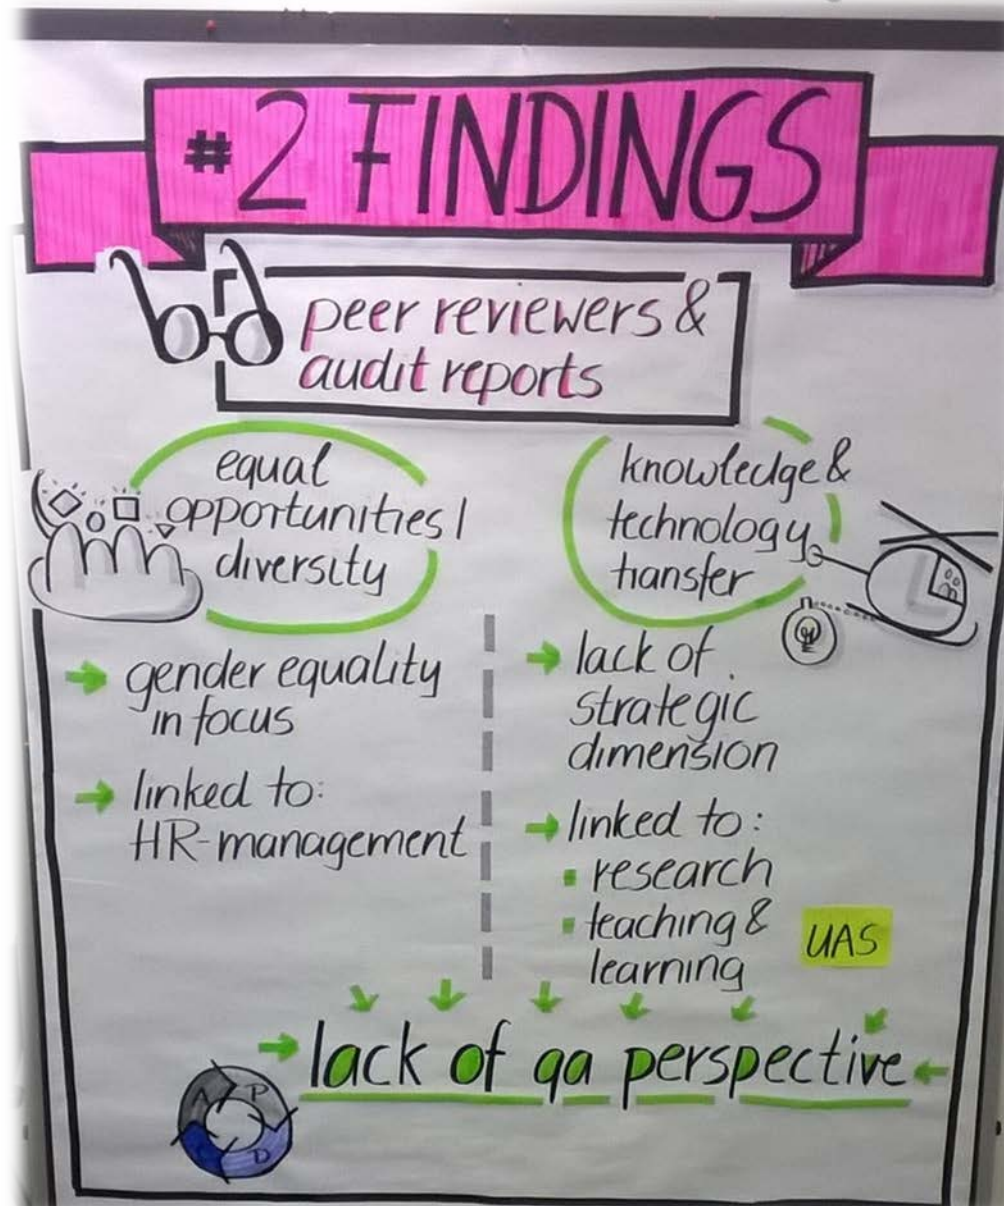 #2 FINDINGS
peer reviewers &
audit reports
equal
opportunities |
diversity
gender equality
in focus
linked to:
HR-management
knowledge &
technology
transfer
lack of
strategic
dimension
linked to:
research
teaching &
learning
UAS
lack of qa perspective
A P
D